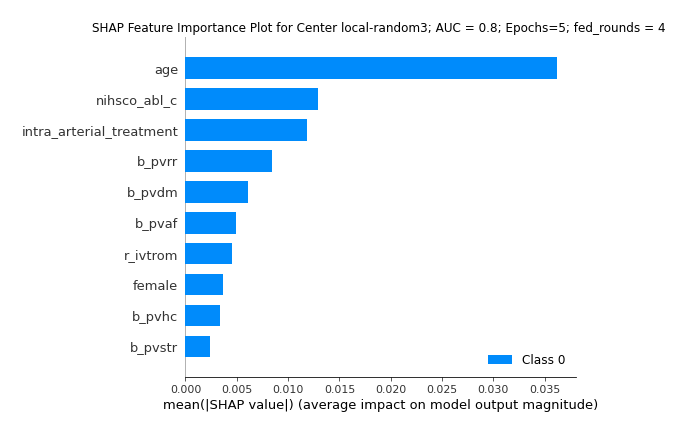 SHAP Feature Importance Plot for Center local-random3; AUC = 0.8; Epochs=5; fed_rounds = 4
age
nihsco_abl_c
intra_arterial_treatment
b_pvrr
b_pvdm
b_pvaf
r_ivtrom
female
b_pvhc
b_pvstr
Class 0
0.000 0.005 0.010 0.015 0.020 0.025 0.030 0.035
mean(|SHAP value|) (average impact on model output magnitude)